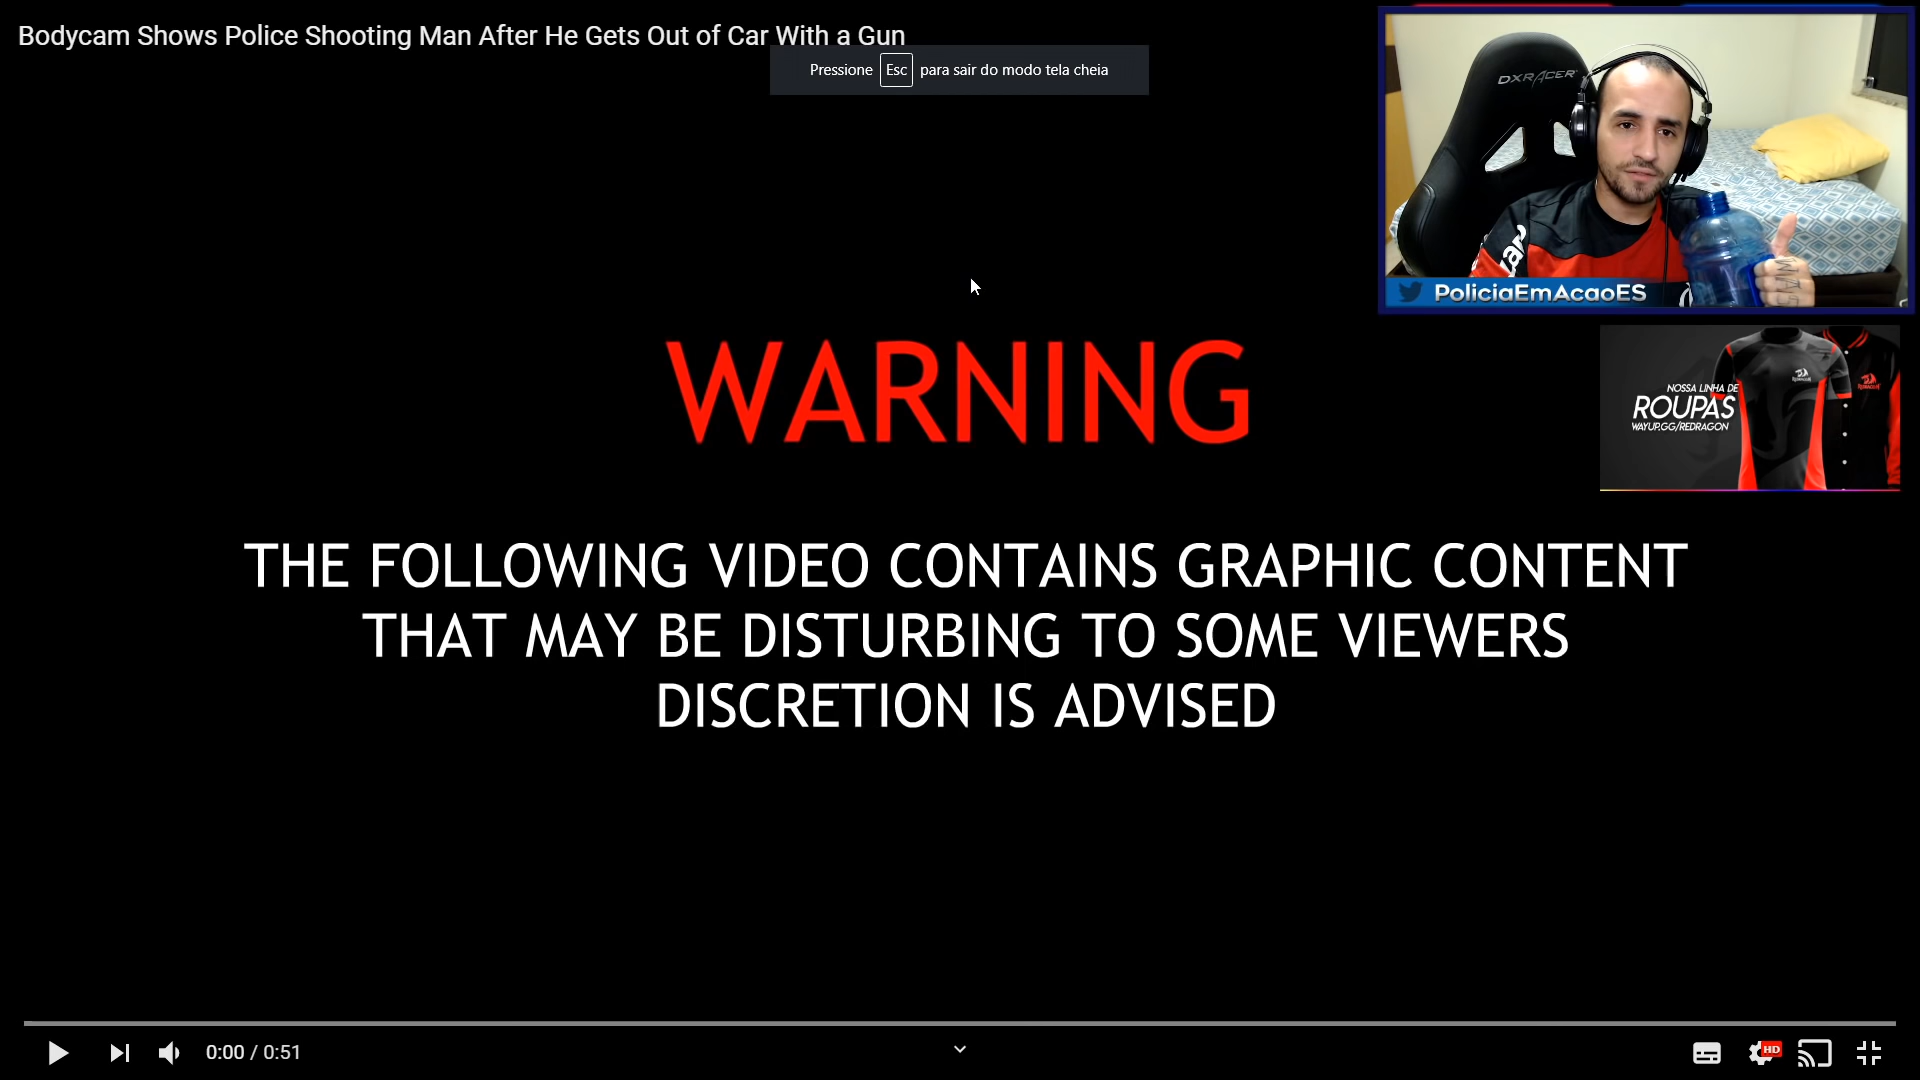 Bodycam Shows Police Shooting Man After He Gets Out of Car With a Gun
Pressione Esc para sair do modo tela cheia
DXRACER
PoliciaEmAcaoES
WARNING
NOSSA LINHA DE
ROUPAS
WAYUP.GG/REDRAGON
THE FOLLOWING VIDEO CONTAINS GRAPHIC CONTENT
THAT MAY BE DISTURBING TO SOME VIEWERS
DISCRETION IS ADVISED
0:00 / 0:51
HD